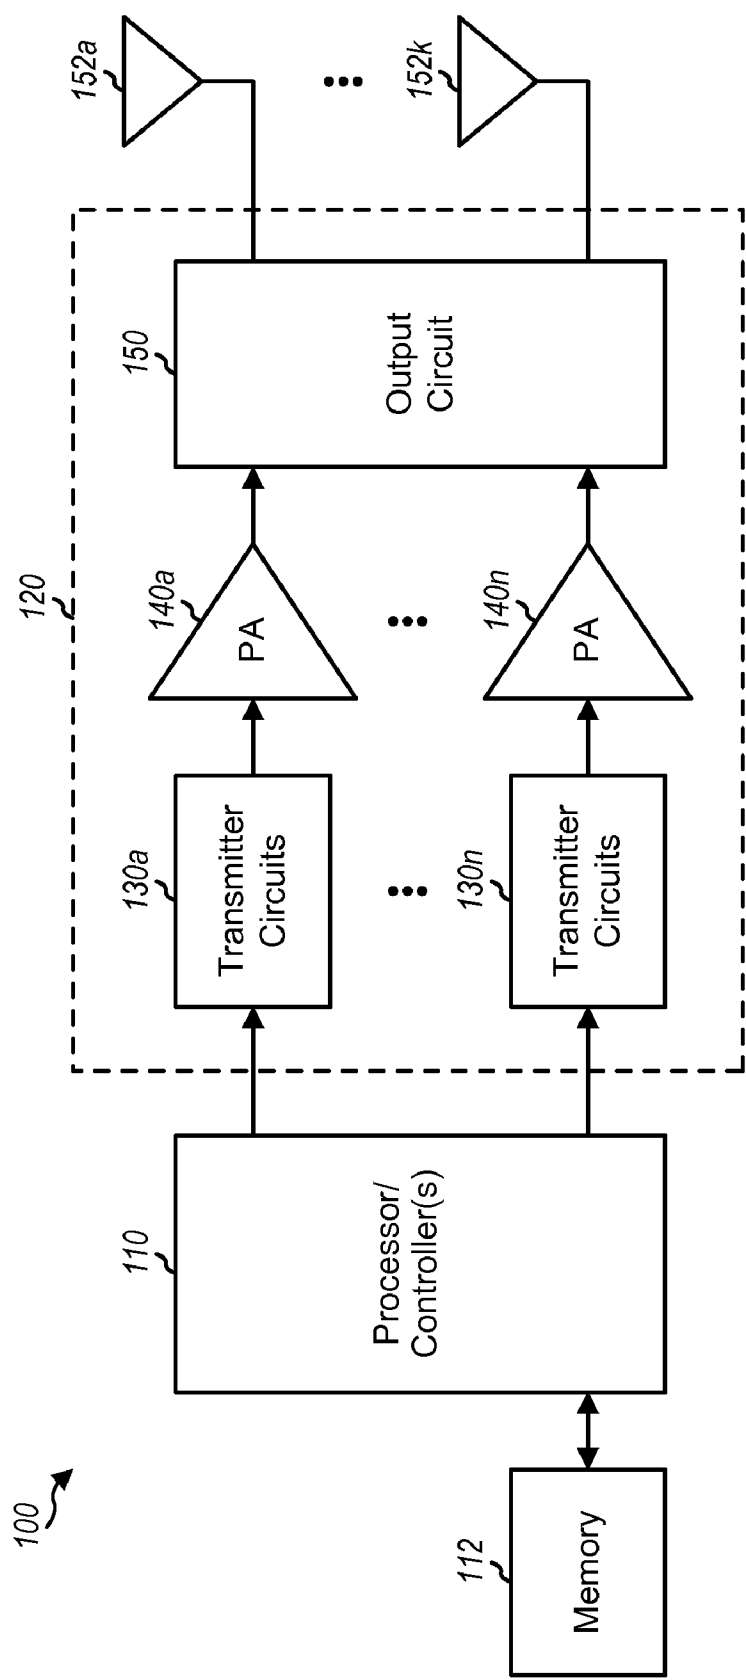 100
112
Memory
110
Processor/
Controller(s)
120
130a
Transmitter
Circuits
130n
Transmitter
Circuits
140a
PA
140n
PA
150
Output
Circuit
152a
152k